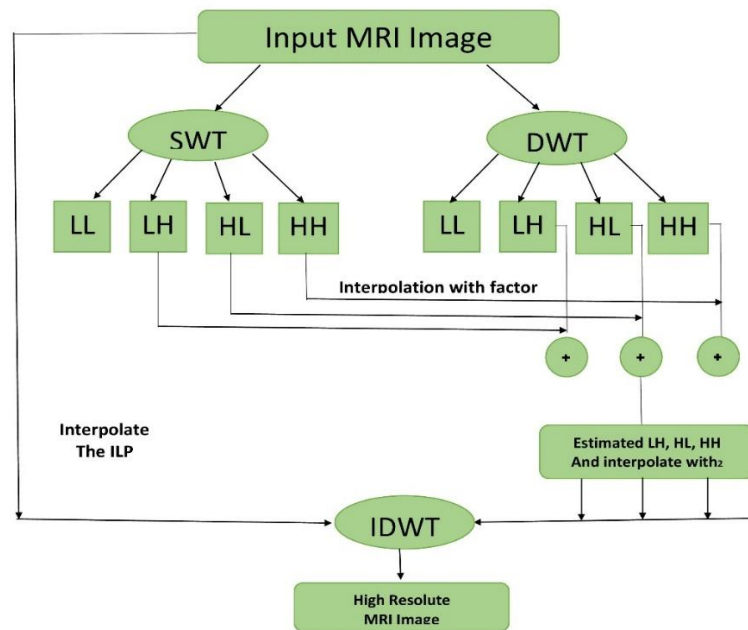 Input MRI Image
SWT
DWT
LL
LH
HL
HH
LL
LH
HL
HH
Interpolation with factor
+
+
+
Interpolate
The ILP
Estimated LH, HL, HH
And interpolate with2
IDWT
High Resolute
MRI Image